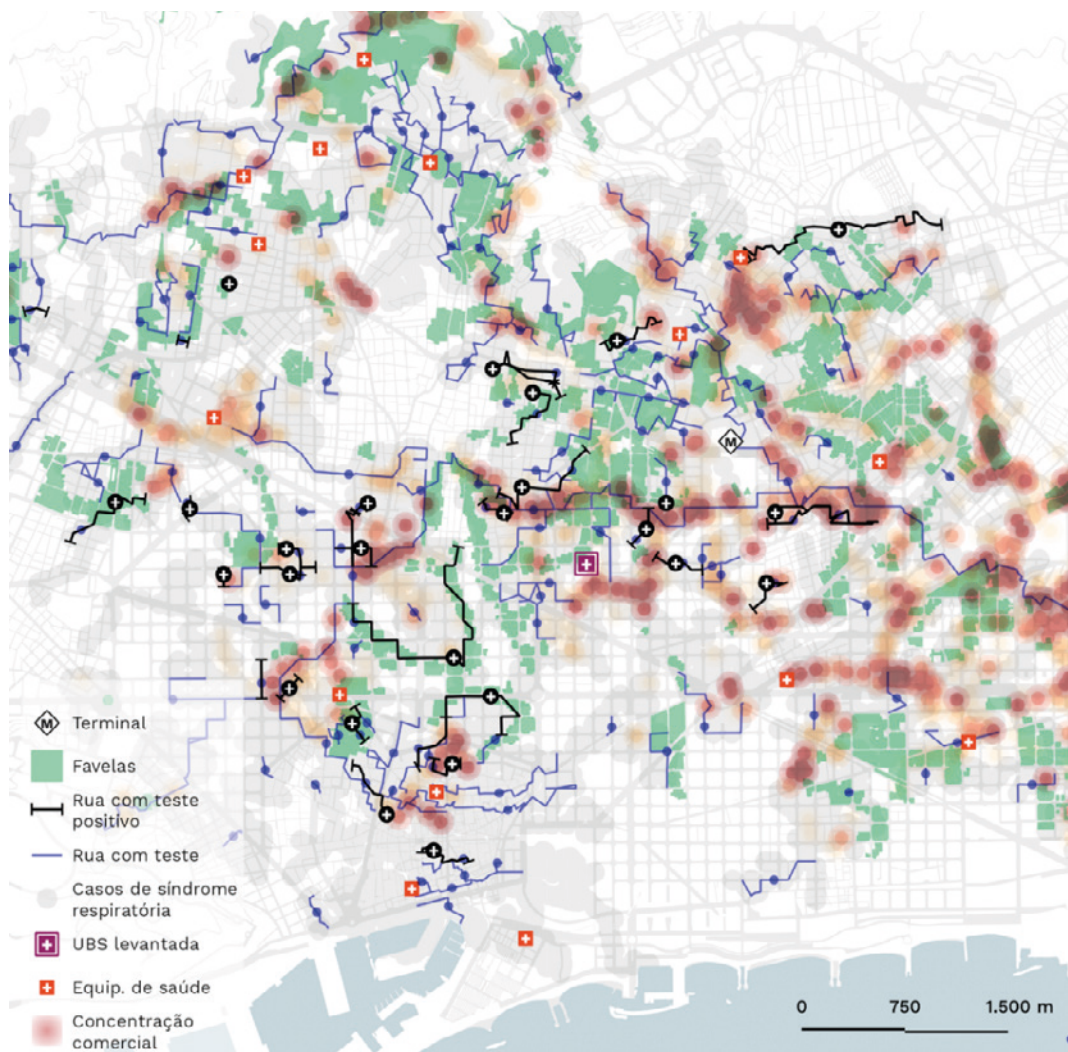 M
M Terminal
Favelas
Rua com teste
positivo
Rua com teste
Casos de síndrome
respiratória
UBS levantada
Equip. de saúde
Concentração
comercial
0 750 1.500 m